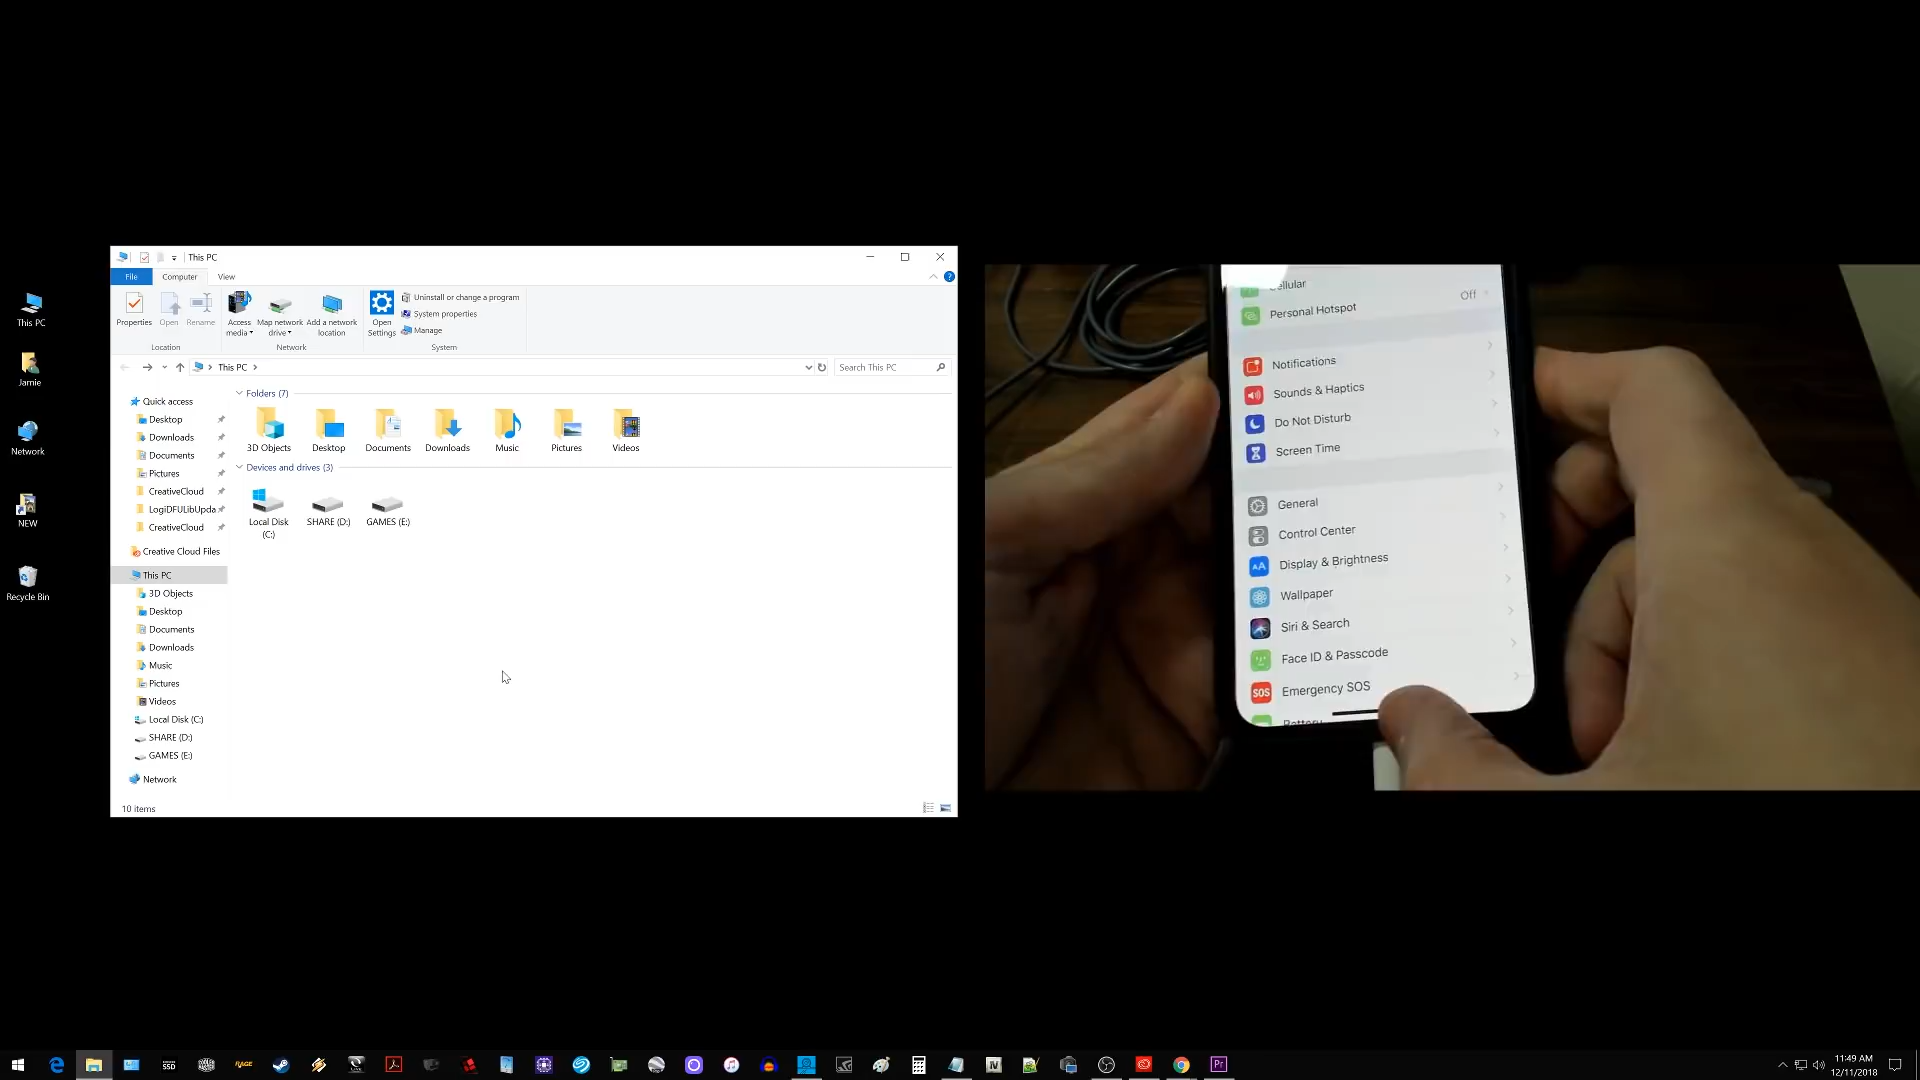 This PC
Jamie
Network
NEW
Recycle Bin
This PC
File
Computer
View
Properties
Open
Rename
Access media
Map network drive
Add a network location
Open Settings
Uninstall or change a program
System properties
Manage
Location
Network
System
This PC
Search This PC
Quick access
Desktop
Downloads
Documents
Pictures
CreativeCloud
LogiDFULibUpda
CreativeCloud
Creative Cloud Files
This PC
3D Objects
Desktop
Documents
Downloads
Music
Pictures
Videos
Local Disk (C:)
SHARE (D:)
GAMES (E:)
Network
10 items
Folders (7)
3D Objects
Desktop
Documents
Downloads
Music
Pictures
Videos
Devices and drives (3)
Local Disk (C:)
SHARE (D:)
GAMES (E:)
Personal Hotspot
Off
Notifications
Sounds & Haptics
Do Not Disturb
Screen Time
General
Control Center
Display & Brightness
AA
Wallpaper
Siri & Search
Face ID & Passcode
SOS
Emergency SOS
SSD
RAGE
Pr
11:49 AM
12/11/2018